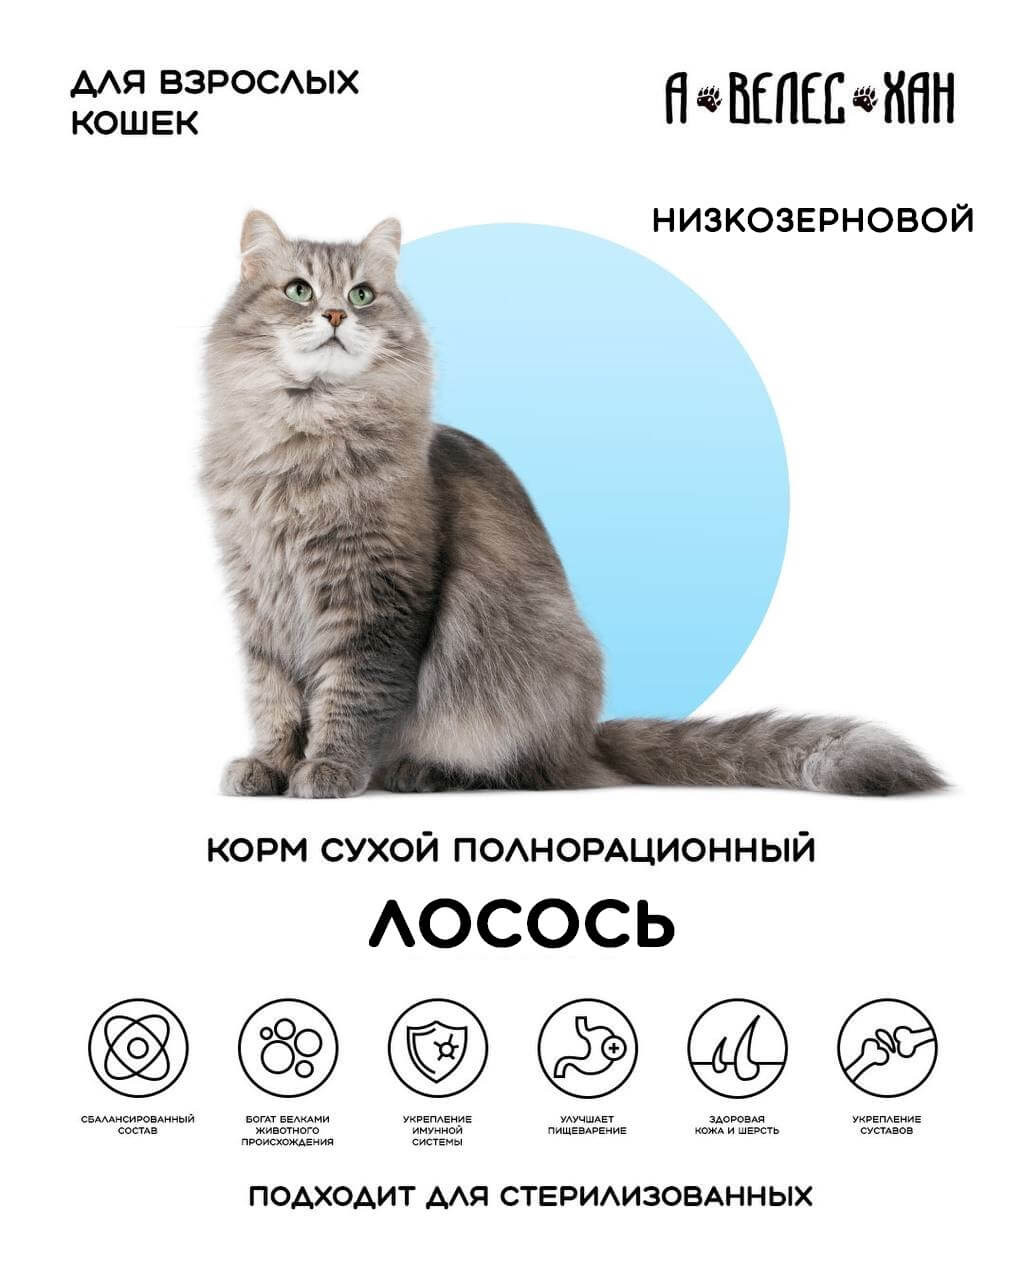 ДЛЯ ВЗРОСЛЫХ
КОШЕК
А ВЕЛЕС ХАН
НИЗКОЗЕРНОВОЙ
КОРМ СУХОЙ ПОЛНОРАЦИОННЫЙ
ЛОСОСЬ
СБАЛАНСИРОВАННЫЙ
СОСТАВ
БОГАТ БЕЛКАМИ
ЖИВОТНОГО
ПРОИСХОЖДЕНИЯ
УКРЕПЛЕНИЕ
ИМУННОЙ
СИСТЕМЫ
УЛУЧШАЕТ
ПИЩЕВАРЕНИЕ
ЗДОРОВАЯ
КОЖА И ШЕРСТЬ
УКРЕПЛЕНИЕ
СУСТАВОВ
ПОДХОДИТ ДЛЯ СТЕРИЛИЗОВАННЫХ